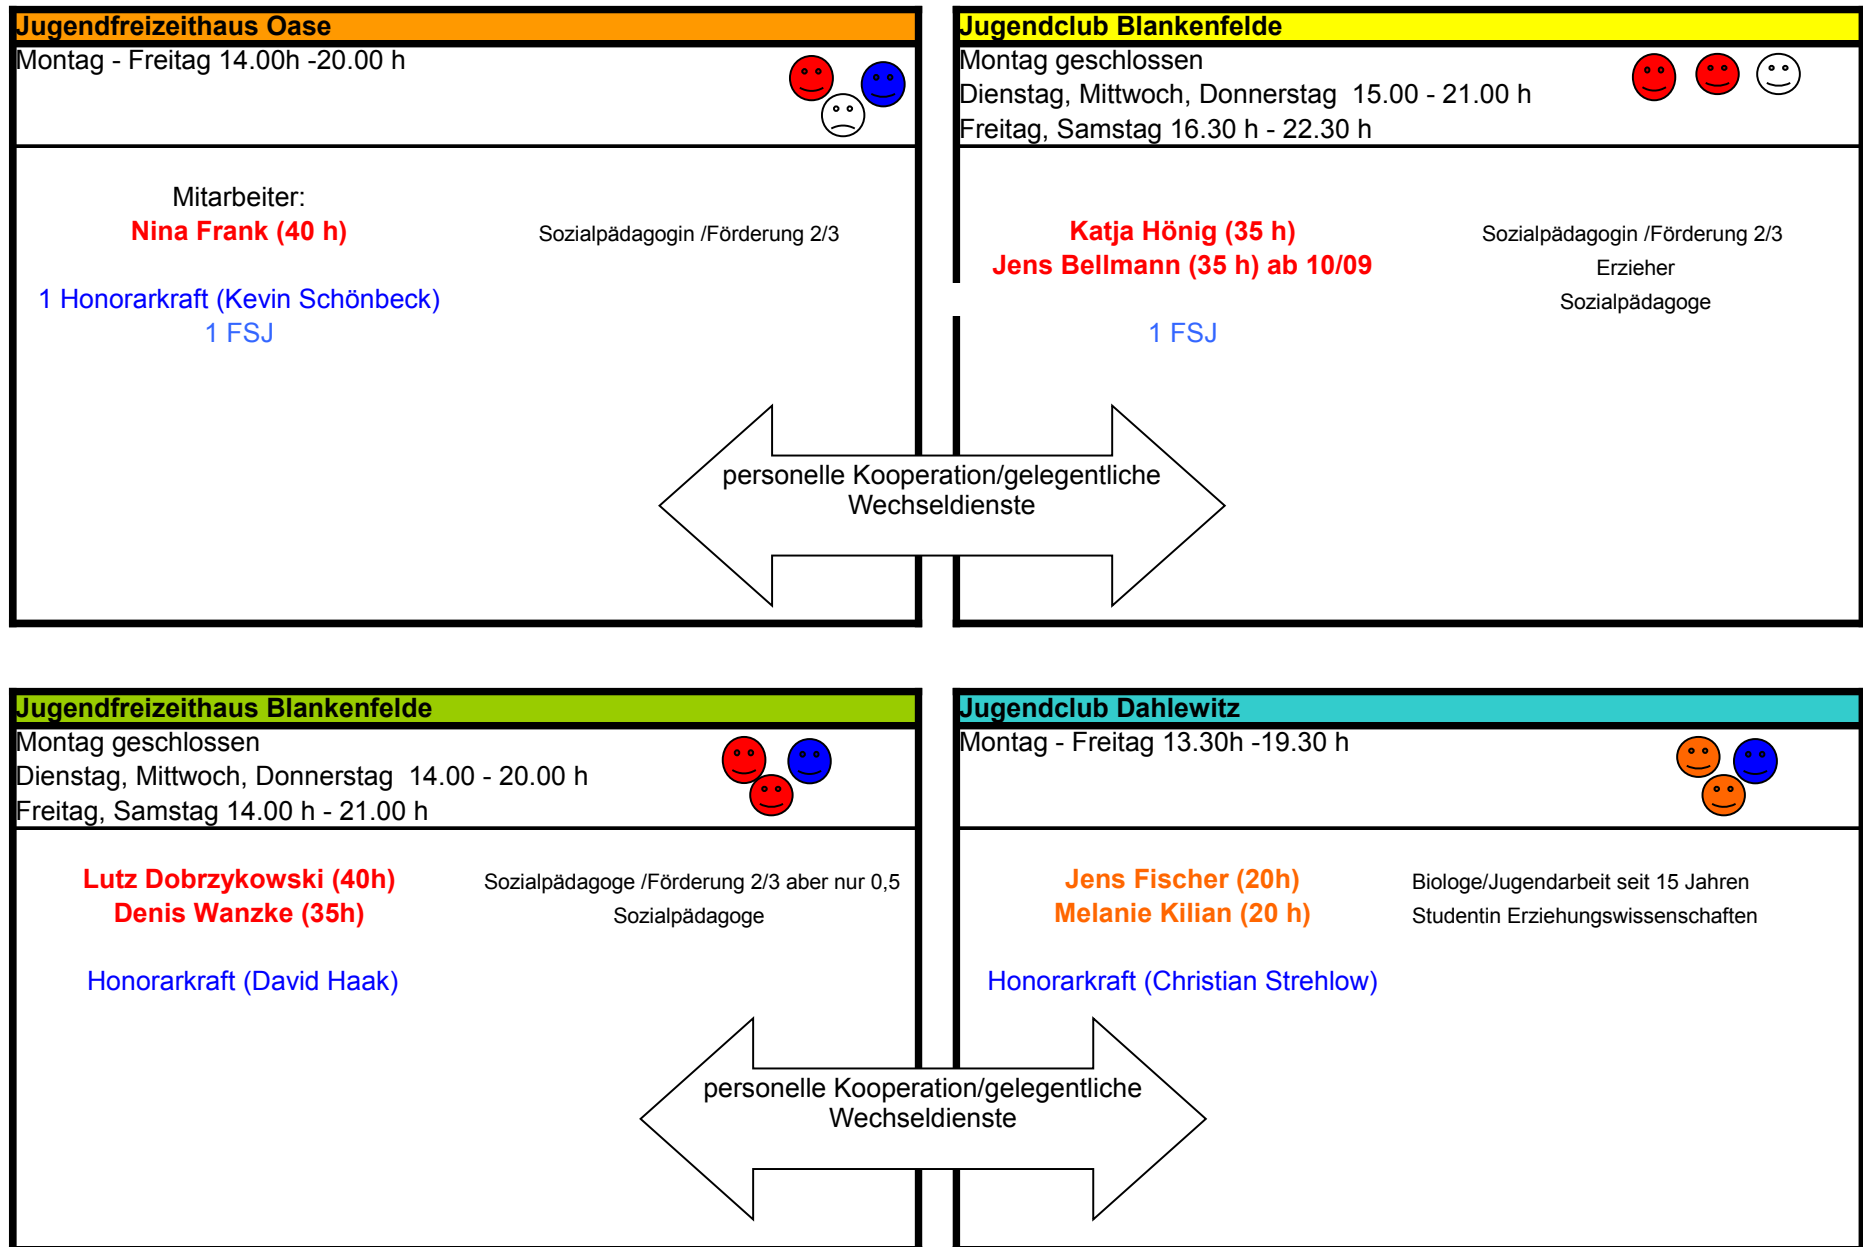 Jugendfreizeithaus Oase
Montag - Freitag 14.00h -20.00 h
Mitarbeiter:
Nina Frank (40 h) Sozialpädagogin /Förderung 2/3
1 Honorarkraft (Kevin Schönbeck)
1 FSJ
Jugendclub Blankenfelde
Montag geschlossen
Dienstag, Mittwoch, Donnerstag 15.00 - 21.00 h
Freitag, Samstag 16.30 h - 22.30 h
Katja Hönig (35 h) Sozialpädagogin /Förderung 2/3
Jens Bellmann (35 h) ab 10/09 Erzieher
Sozialpädagoge
1 FSJ
personelle Kooperation/gelegentliche
Wechseldienste
Jugendfreizeithaus Blankenfelde
Montag geschlossen
Dienstag, Mittwoch, Donnerstag 14.00 - 20.00 h
Freitag, Samstag 14.00 h - 21.00 h
Lutz Dobrzykowski (40h) Sozialpädagoge /Förderung 2/3 aber nur 0,5
Denis Wanzke (35h) Sozialpädagoge
Honorarkraft (David Haak)
Jugendclub Dahlewitz
Montag - Freitag 13.30h -19.30 h
Jens Fischer (20h) Biologe/Jugendarbeit seit 15 Jahren
Melanie Kilian (20 h) Studentin Erziehungswissenschaften
Honorarkraft (Christian Strehlow)
personelle Kooperation/gelegentliche
Wechseldienste